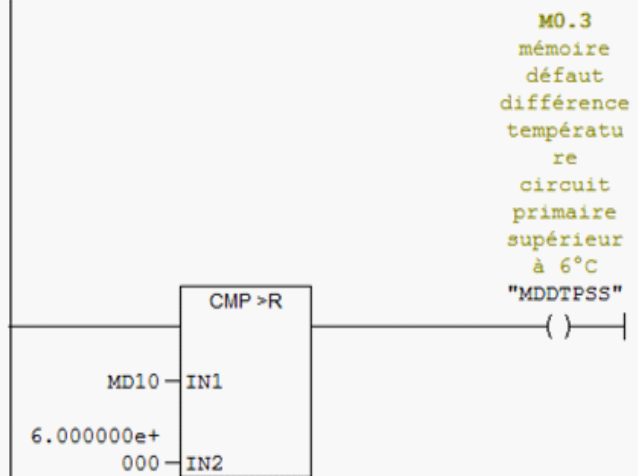 M0.3
mémoire
défaut
différence
températu
re
circuit
primaire
supérieur
à 6°C
"MDDTPSS"
CMP >R
( )
MD10
IN1
6.000000e+
000
IN2